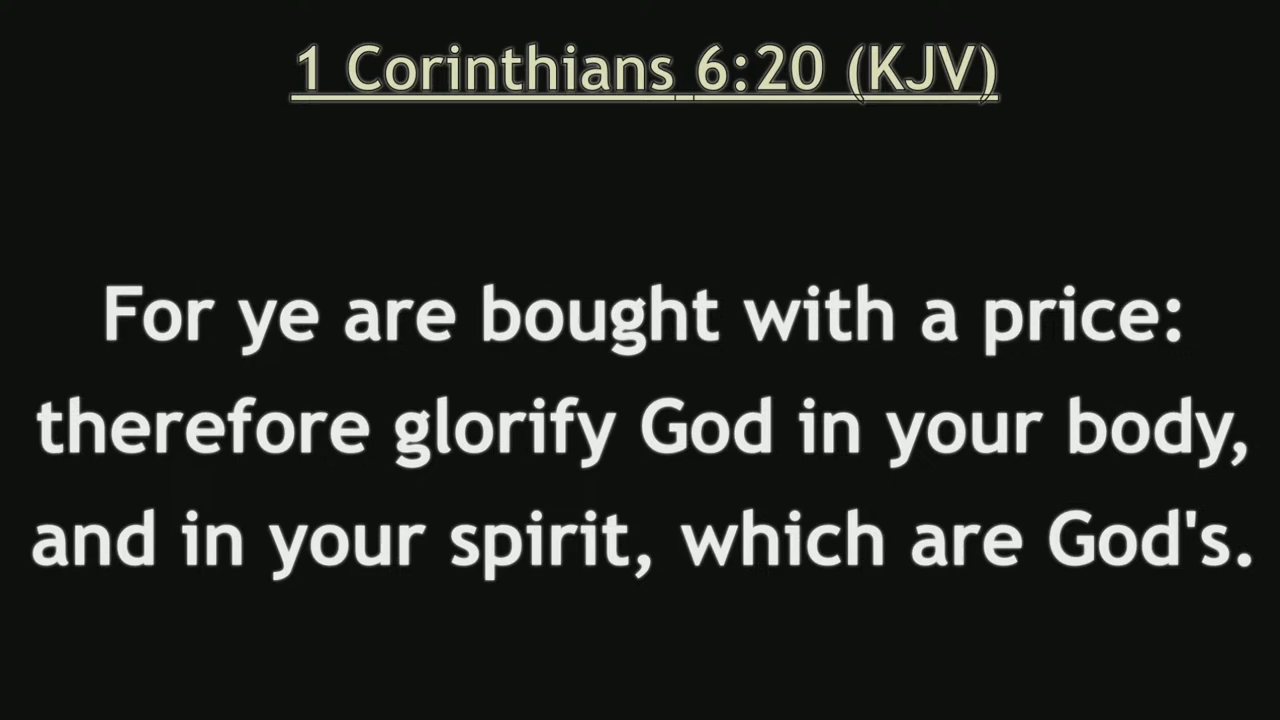 1 Corinthians 6:20 (KJV)
For ye are bought with a price:
therefore glorify God in your body,
and in your spirit, which are God's.